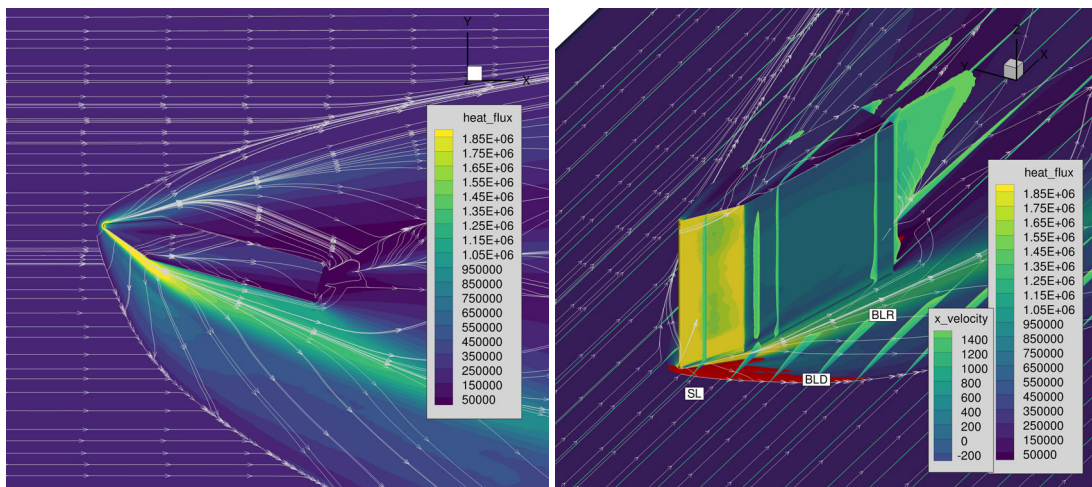 Y
Z
X
heat_flux
1.85E+06
1.75E+06
1.65E+06
1.55E+06
1.45E+06
1.35E+06
1.25E+06
1.15E+06
1.05E+06
950000
850000
750000
650000
550000
450000
350000
250000
150000
50000
Z
Y
X
heat_flux
1.85E+06
1.75E+06
1.65E+06
1.55E+06
1.45E+06
1.35E+06
1.25E+06
1.15E+06
1.05E+06
950000
850000
750000
650000
550000
450000
350000
250000
150000
50000
x_velocity
1400
1200
1000
800
600
400
200
0
-200
BLR
BLD
SL